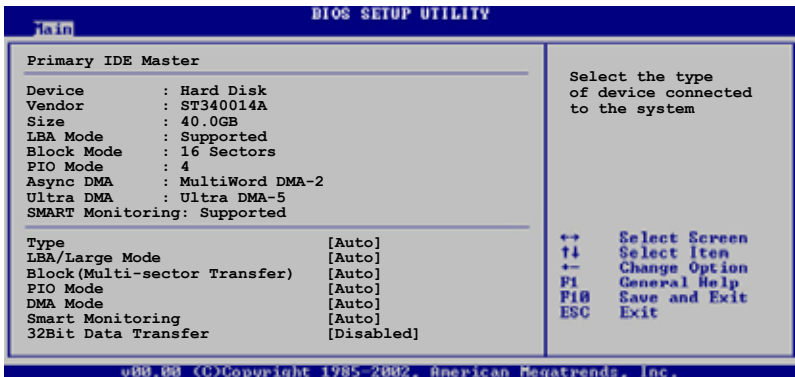 BIOS SETUP UTILITY
Main
Primary IDE Master
Device : Hard Disk
Vendor : ST340014A
Size : 40.0GB
LBA Mode : Supported
Block Mode : 16 Sectors
PIO Mode : 4
Async DMA : MultiWord DMA-2
Ultra DMA : Ultra DMA-5
SMART Monitoring: Supported
Type [Auto]
LBA/Large Mode [Auto]
Block(Multi-sector Transfer) [Auto]
PIO Mode [Auto]
DMA Mode [Auto]
Smart Monitoring [Auto]
32Bit Data Transfer [Disabled]
Select the type
of device connected
to the system
↔ Select Screen
↑↓ Select Item
+- Change Option
F1 General Help
F10 Save and Exit
ESC Exit
v00.00 (C)Copyright 1985-2002, American Megatrends, Inc.